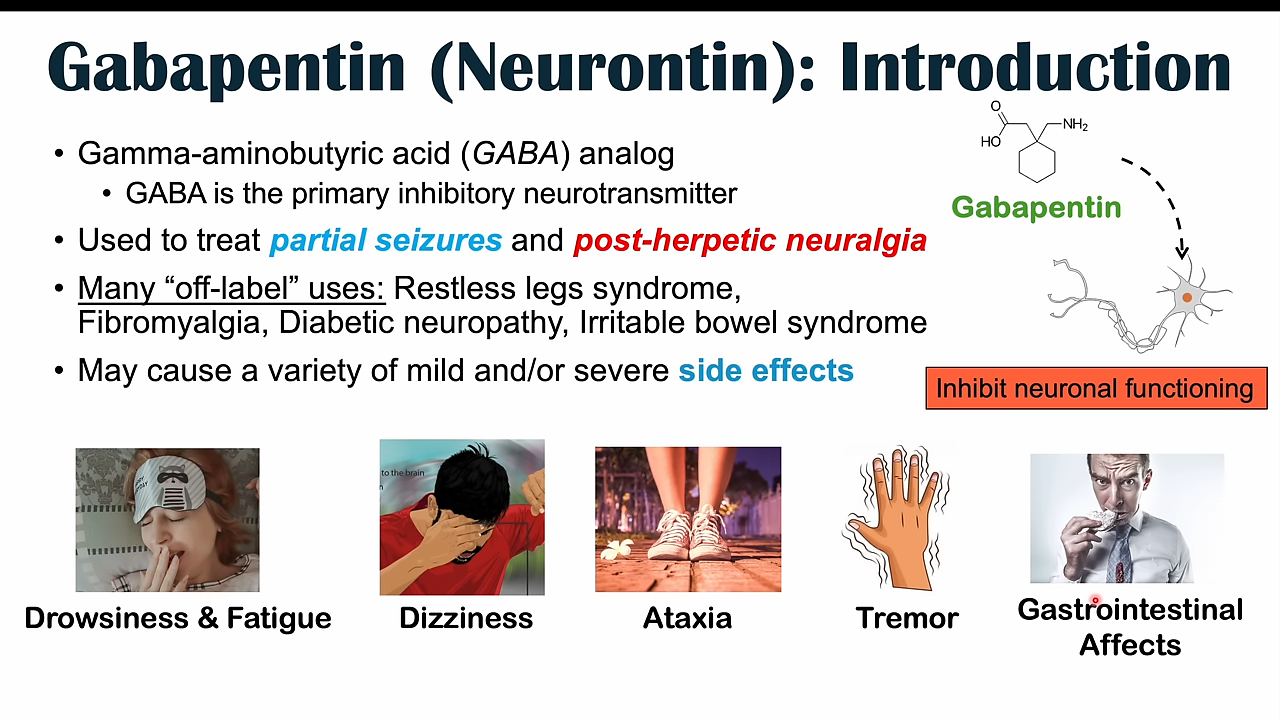 Gabapentin (Neurontin): Introduction
• Gamma-aminobutyric acid (GABA) analog
• GABA is the primary inhibitory neurotransmitter
• Used to treat partial seizures and post-herpetic neuralgia
• Many “off-label” uses: Restless legs syndrome,
Fibromyalgia, Diabetic neuropathy, Irritable bowel syndrome
• May cause a variety of mild and/or severe side effects
O
HO
NH2
Gabapentin
Inhibit neuronal functioning
to the brain
Drowsiness & Fatigue
Dizziness
Ataxia
Tremor
Gastrointestinal
Affects